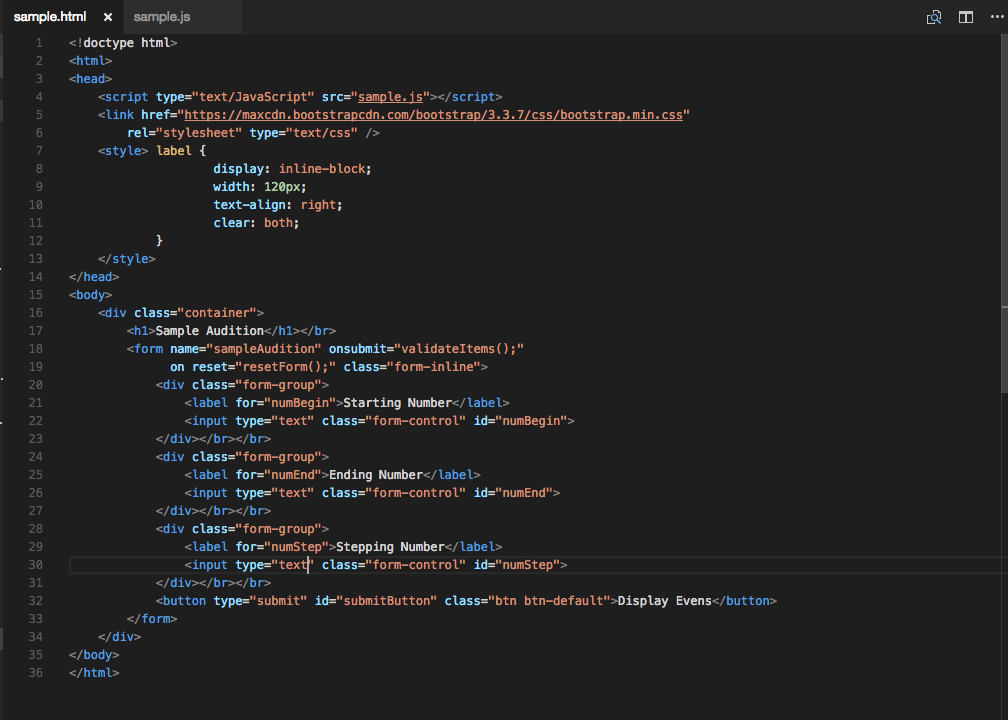 sample.html × sample.js
1 <!doctype html>
2 <html>
3 <head>
4     <script type="text/JavaScript" src="sample.js"></script>
5     <link href="https://maxcdn.bootstrapcdn.com/bootstrap/3.3.7/css/bootstrap.min.css"
6         rel="stylesheet" type="text/css" />
7     <style> label {
8                     display: inline-block;
9                     width: 120px;
10                     text-align: right;
11                     clear: both;
12             }
13     </style>
14 </head>
15 <body>
16     <div class="container">
17         <h1>Sample Audition</h1></br>
18         <form name="sampleAudition" onsubmit="validateItems();"
19               on reset="resetForm();" class="form-inline">
20             <div class="form-group">
21                 <label for="numBegin">Starting Number</label>
22                 <input type="text" class="form-control" id="numBegin">
23             </div></br></br>
24             <div class="form-group">
25                 <label for="numEnd">Ending Number</label>
26                 <input type="text" class="form-control" id="numEnd">
27             </div></br></br>
28             <div class="form-group">
29                 <label for="numStep">Stepping Number</label>
30                 <input type="text" class="form-control" id="numStep">
31             </div></br></br>
32             <button type="submit" id="submitButton" class="btn btn-default">Display Evens</button>
33         </form>
34     </div>
35 </body>
36 </html>